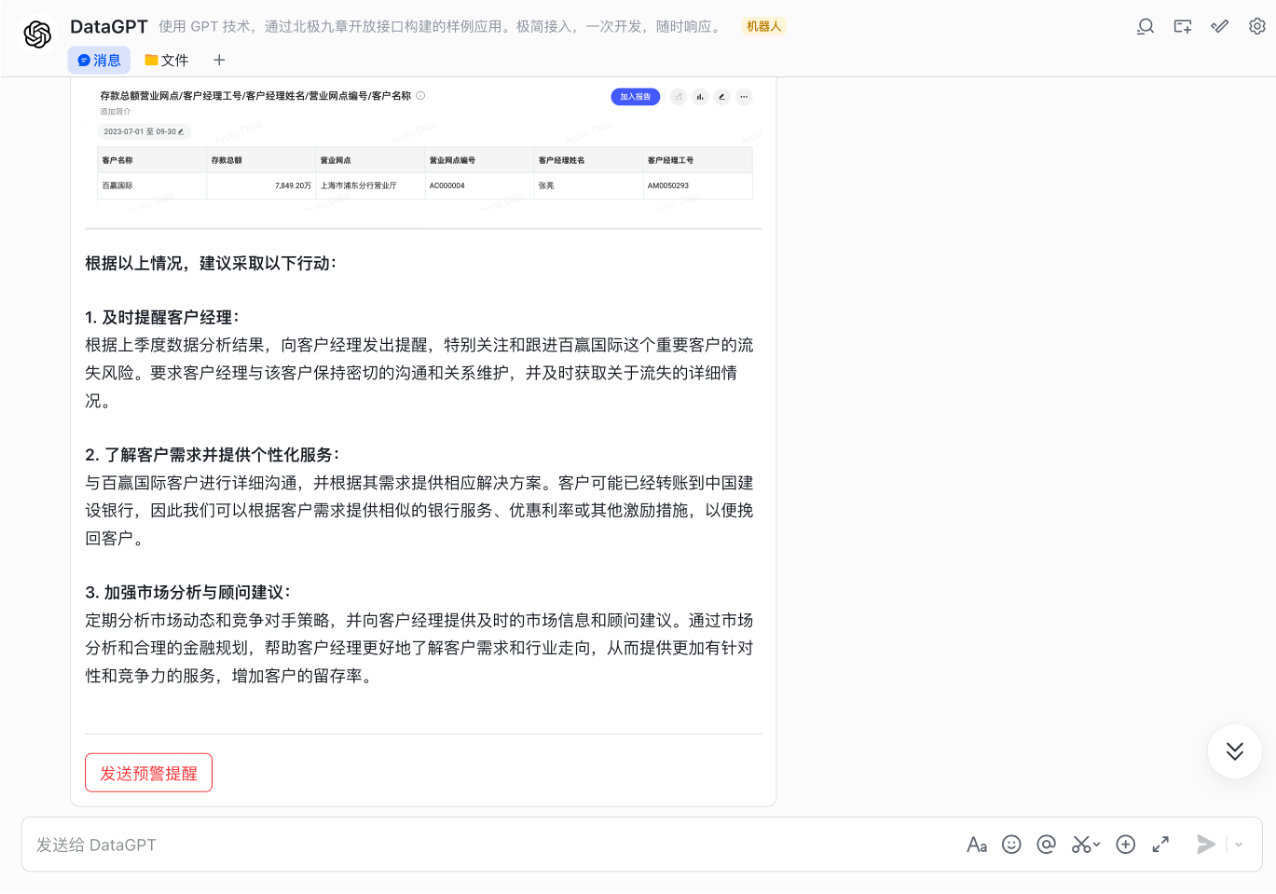 DataGPT 使用 GPT 技术，通过北极九章开放接口构建的样例应用。极简接入，一次开发，随时响应。 机器人
消息 文件
存款总额营业网点/客户经理工号/客户经理姓名/营业网点编号/客户名称 加入报告
添加简介
2023-07-01 至 09-30
客户名称 存款总额 营业网点 营业网点编号 客户经理姓名 客户经理工号
百赢国际 7,849.20万 上海市浦东分行营业厅 AC000004 张亮 AM0050293
根据以上情况，建议采取以下行动：
1. 及时提醒客户经理：
根据上季度数据分析结果，向客户经理发出提醒，特别关注和跟进百赢国际这个重要客户的流
失风险。要求客户经理与该客户保持密切的沟通和关系维护，并及时获取关于流失的详细情
况。
2. 了解客户需求并提供个性化服务：
与百赢国际客户进行详细沟通，并根据其需求提供相应解决方案。客户可能已经转账到中国建
设银行，因此我们可以根据客户需求提供相似的银行服务、优惠利率或其他激励措施，以便挽
回客户。
3. 加强市场分析与顾问建议：
定期分析市场动态和竞争对手策略，并向客户经理提供及时的市场信息和顾问建议。通过市场
分析和合理的金融规划，帮助客户经理更好地了解客户需求和行业走向，从而提供更加有针对
性和竞争力的服务，增加客户的留存率。
发送预警提醒
发送给 DataGPT
Aa